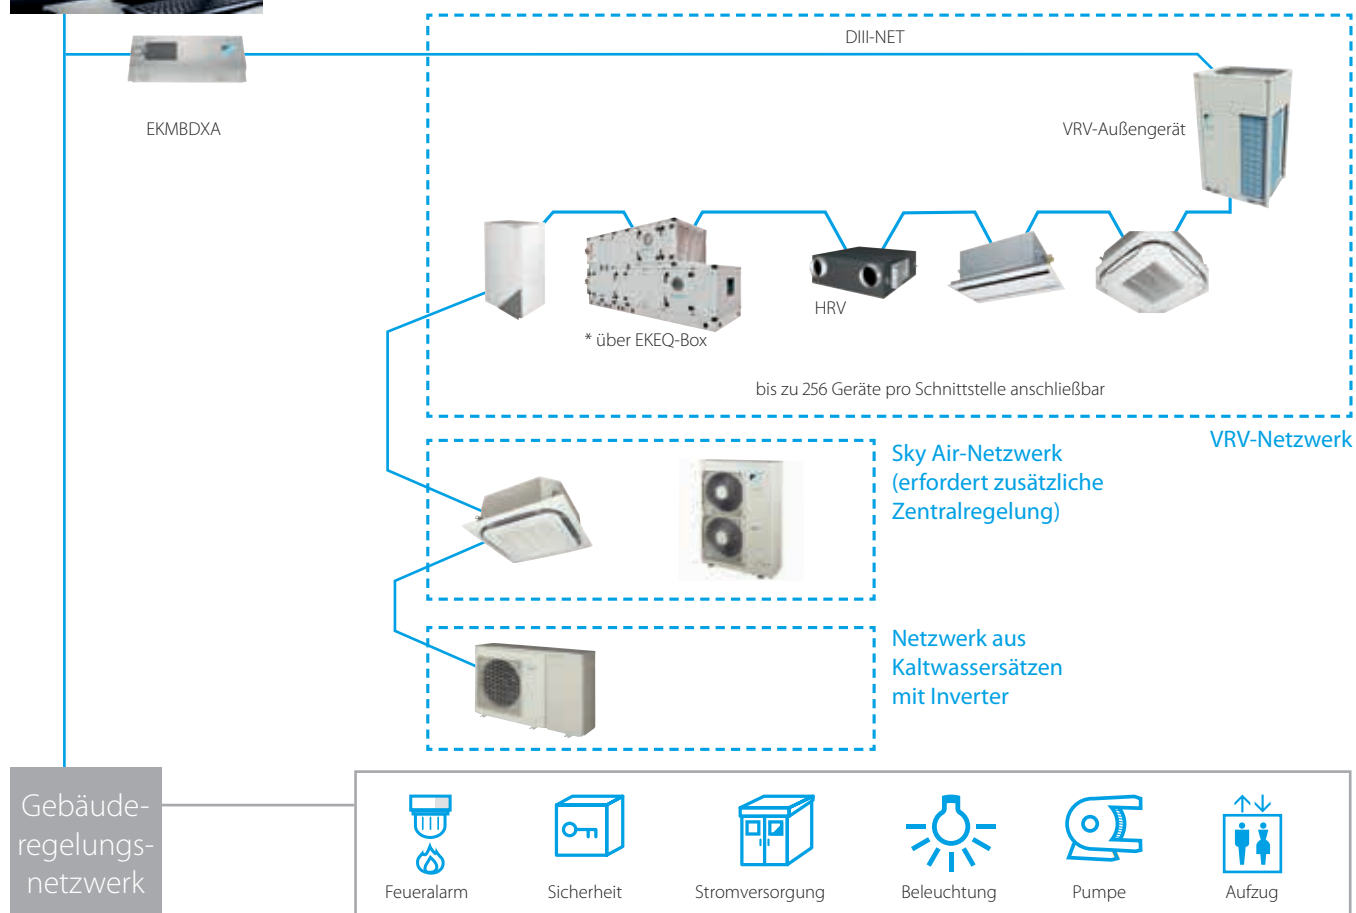 DIII-NET
EKMBDXA
VRV-Außengerät
HRV
* über EKEQ-Box
bis zu 256 Geräte pro Schnittstelle anschließbar
VRV-Netzwerk
Sky Air-Netzwerk
(erfordert zusätzliche
Zentralregelung)
Netzwerk aus
Kaltwassersätzen
mit Inverter
Gebäude-
regelungs-
netzwerk
Feueralarm
Sicherheit
Stromversorgung
Beleuchtung
Pumpe
Aufzug